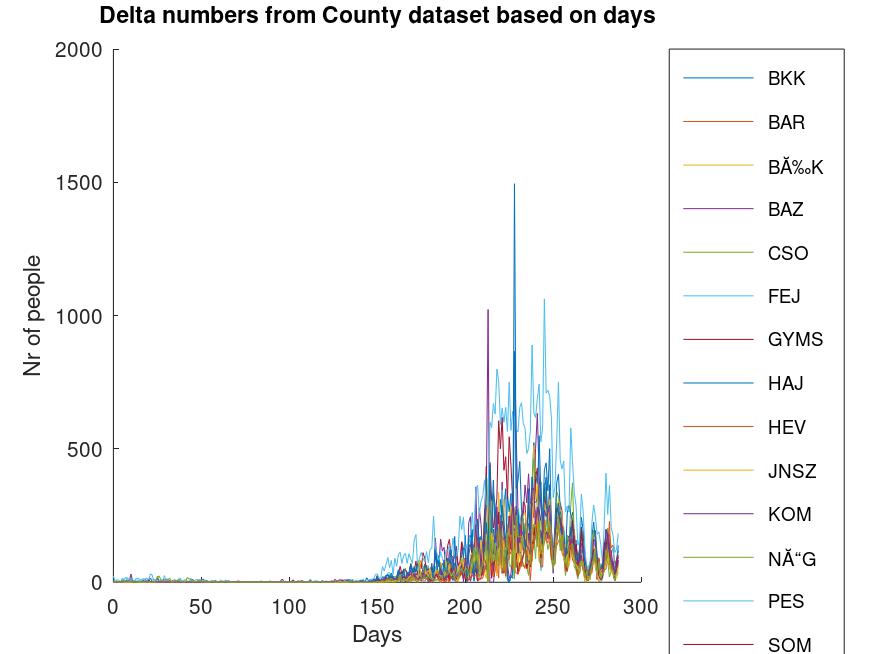 Delta numbers from County dataset based on days
2000
1500
1000
500
0
Nr of people
0 50 100 150 200 250 300
Days
BKK
BAR
BĂ‰K
BAZ
CSO
FEJ
GYMS
HAJ
HEV
JNSZ
KOM
NĂ“G
PES
SOM